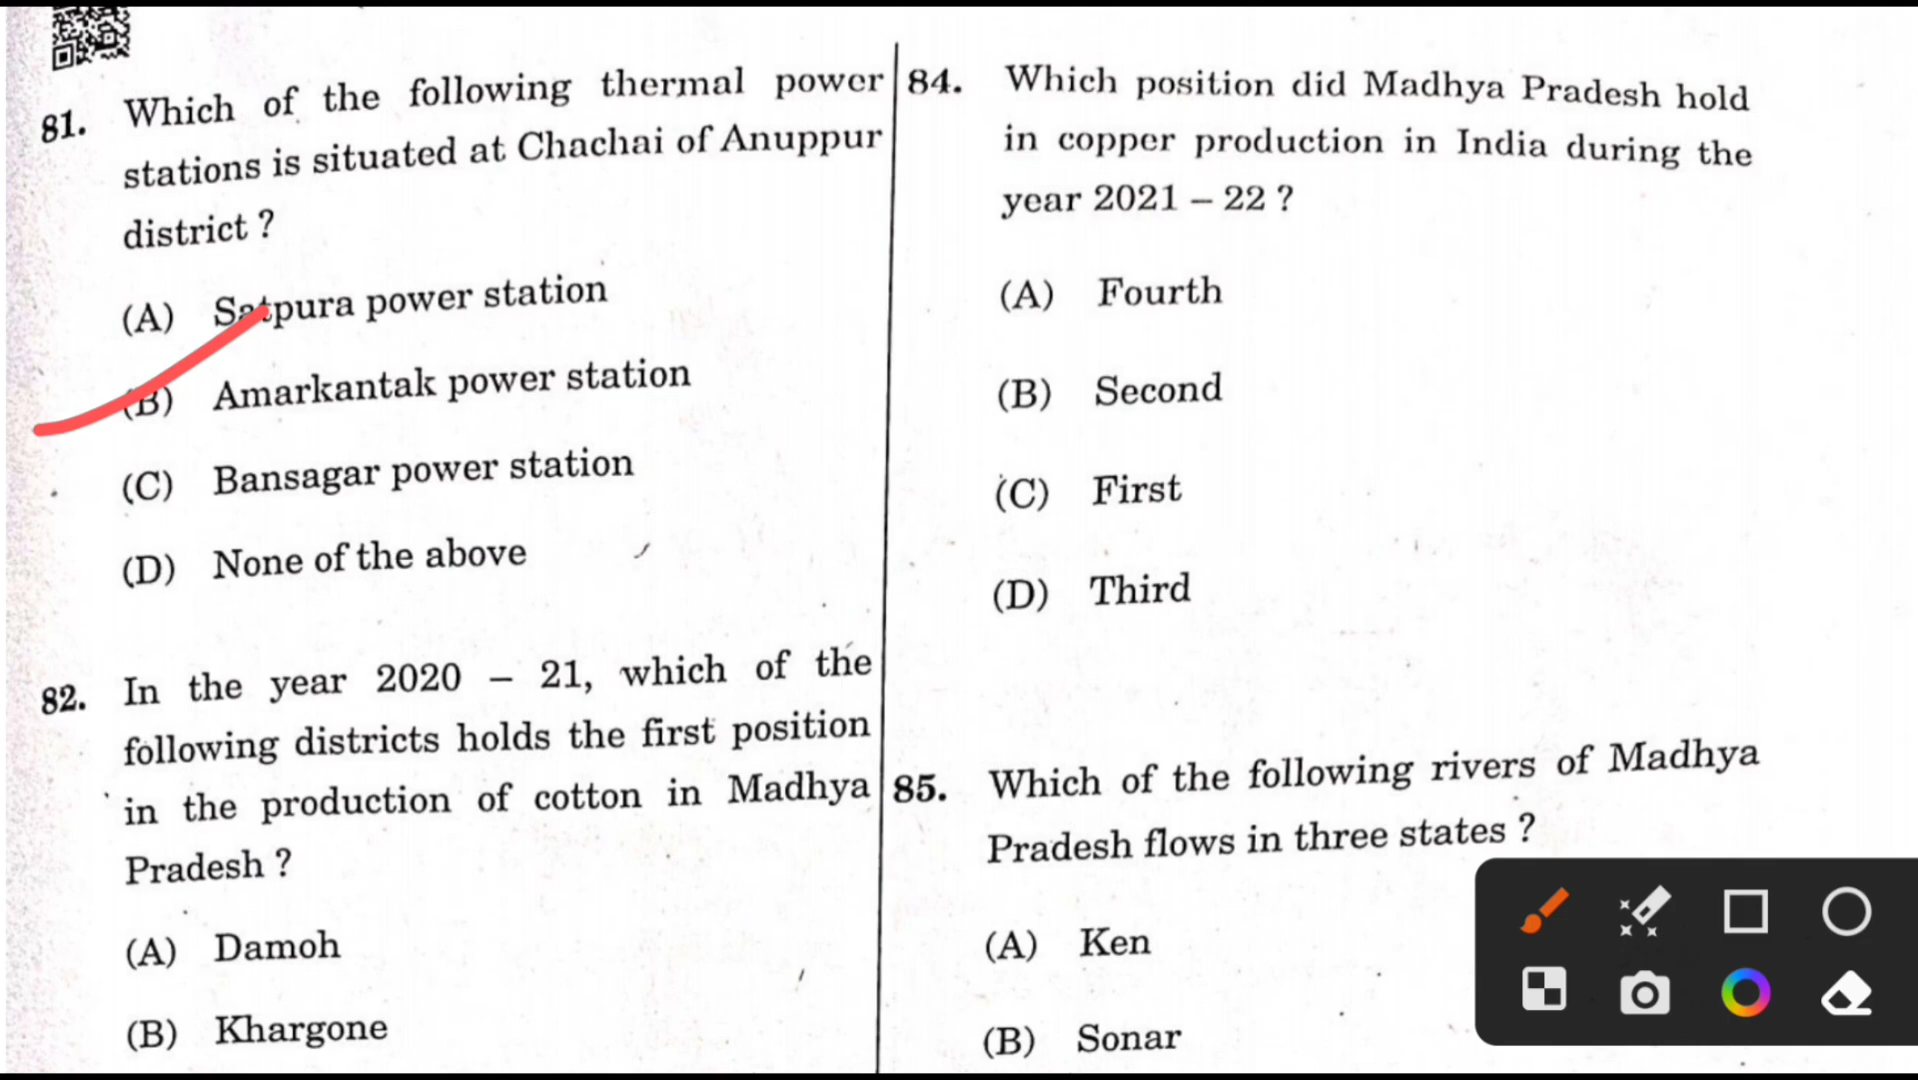 81. Which of the following thermal power
stations is situated at Chachai of Anuppur
district ?
(A) Satpura power station
(B) Amarkantak power station
(C) Bansagar power station
(D) None of the above
82. In the year 2020 – 21, which of the
following districts holds the first position
in the production of cotton in Madhya
Pradesh ?
(A) Damoh
(B) Khargone
84. Which position did Madhya Pradesh hold
in copper production in India during the
year 2021 – 22 ?
(A) Fourth
(B) Second
(C) First
(D) Third
85. Which of the following rivers of Madhya
Pradesh flows in three states ?
(A) Ken
(B) Sonar